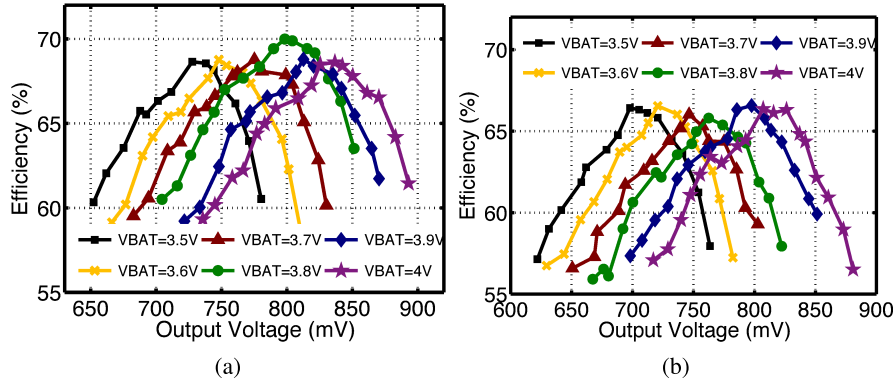 70
65
60
55
Efficiency (%)
VBAT=3.5V VBAT=3.7V VBAT=3.9V
VBAT=3.6V VBAT=3.8V VBAT=4V
650 700 750 800 850 900
Output Voltage (mV)
(a)
70
65
60
55
Efficiency (%)
VBAT=3.5V VBAT=3.7V VBAT=3.9V
VBAT=3.6V VBAT=3.8V VBAT=4V
600 650 700 750 800 850 900
Output Voltage (mV)
(b)